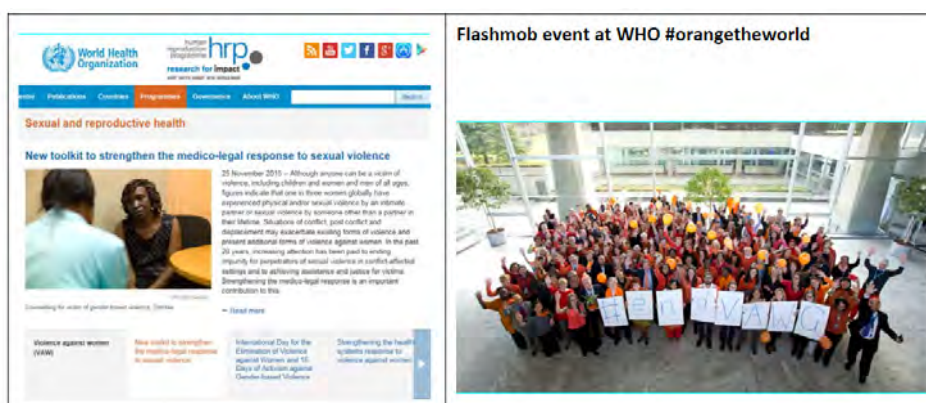 Flashmob event at WHO #orangetheworld
World Health
Organization
human
reproduction
programme
hrp
research for impact
Publications Countries Programmes Governance About WHO
Sexual and reproductive health
New toolkit to strengthen the medico-legal response to sexual violence
25 November 2015 – Although anyone can be a victim of
violence, including children and women and men of all ages,
figures indicate that one in three women globally have
experienced physical and/or sexual violence by an intimate
partner or sexual violence by someone other than a partner in
their lifetime. Situations of conflict, post conflict and
displacement may exacerbate existing forms of violence and
present additional forms of violence against women. In the past
20 years, increasing attention has been paid to ending
impunity for perpetrators of sexual violence in conflict-affected
settings and to achieving assistance and justice for victims.
Strengthening the medico-legal response is an important
contribution to this.
Read more
Violence against women
(VAW)
New toolkit to strengthen
the medico-legal response
to sexual violence
International Day for the
Elimination of Violence
against Women and 16
Days of Activism against
Gender-based Violence
Strengthening the health
systems response to
violence against women
#endVAWG